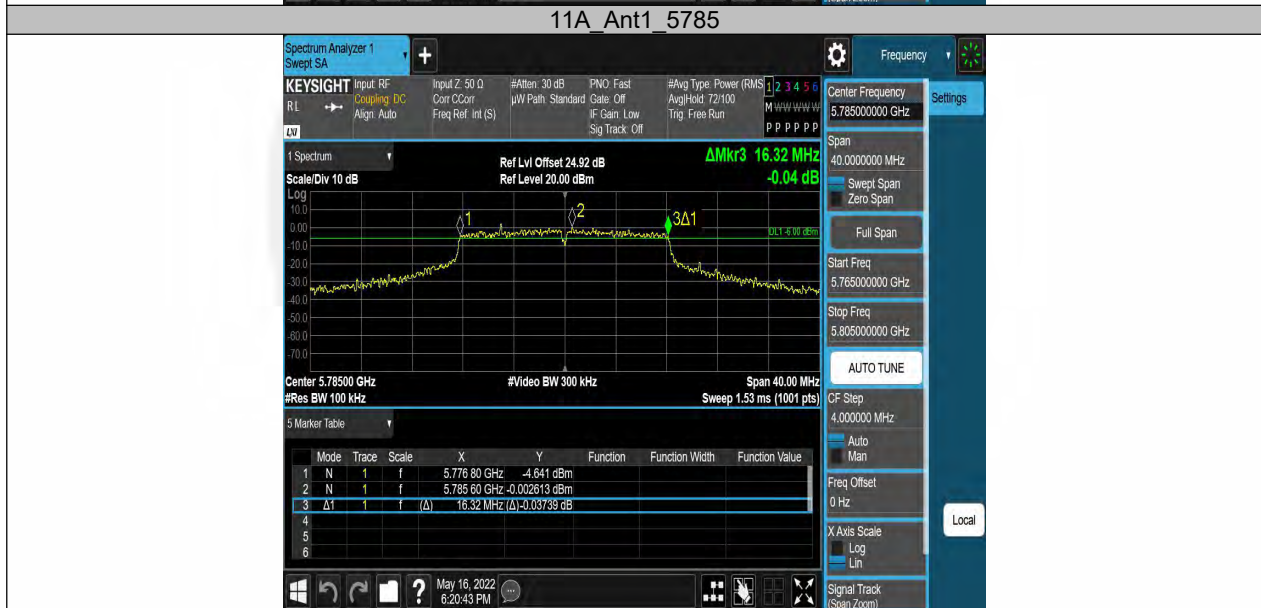 11A_Ant1_5785
Spectrum Analyzer 1
Swept SA
+
Frequency
KEYSIGHT
Input: RF
Input Z: 50 Ω
#Atten: 30 dB
PNO: Fast
#Avg Type: Power (RMS
1 2 3 4 5 6
RL
Coupling: DC
Corr CCorr
µW Path: Standard
Gate: Off
Avg|Hold: 72/100
M W W W W W
Align: Auto
Freq Ref: Int (S)
IF Gain: Low
Trig: Free Run
Sig Track: Off
P P P P P P
LXI
Center Frequency
5.785000000 GHz
Settings
1 Spectrum
Ref Lvl Offset 24.92 dB
ΔMkr3 16.32 MHz
Scale/Div 10 dB
Ref Level 20.00 dBm
-0.04 dB
Span
40.0000000 MHz
Swept Span
Zero Span
Full Span
Log
10.0
0.00
-10.0
-20.0
-30.0
-40.0
-50.0
-60.0
-70.0
1
2
3Δ1
DL1 -6.00 dBm
Start Freq
5.765000000 GHz
Stop Freq
5.805000000 GHz
AUTO TUNE
Center 5.78500 GHz
#Video BW 300 kHz
Span 40.00 MHz
#Res BW 100 kHz
Sweep 1.53 ms (1001 pts)
CF Step
4.000000 MHz
Auto
Man
5 Marker Table
Mode Trace Scale X Y Function Function Width Function Value
1 N 1 f 5.776 80 GHz -4.641 dBm
2 N 1 f 5.785 60 GHz -0.002613 dBm
3 Δ1 1 f (Δ) 16.32 MHz (Δ) -0.03739 dB
4
5
6
Freq Offset
0 Hz
Local
X Axis Scale
Log
Lin
Signal Track
(Span Zoom)
?
May 16, 2022
6:20:43 PM